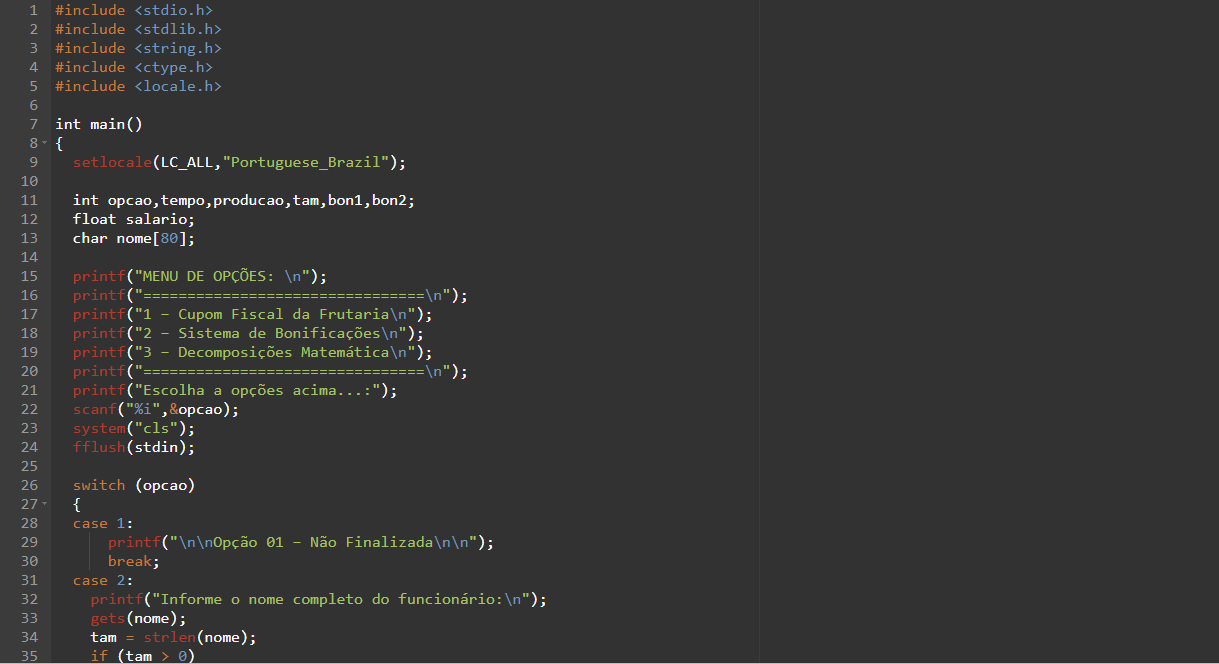 1 #include <stdio.h>
2 #include <stdlib.h>
3 #include <string.h>
4 #include <ctype.h>
5 #include <locale.h>
6
7 int main()
8 {
9 setlocale(LC_ALL,"Portuguese_Brazil");
10
11 int opcao,tempo,producao,tam,bon1,bon2;
12 float salario;
13 char nome[80];
14
15 printf("MENU DE OPÇÕES: \n");
16 printf("================================\n");
17 printf("1 - Cupom Fiscal da Frutaria\n");
18 printf("2 - Sistema de Bonificações\n");
19 printf("3 - Decomposições Matemática\n");
20 printf("================================\n");
21 printf("Escolha a opções acima...:");
22 scanf("%i",&opcao);
23 system("cls");
24 fflush(stdin);
25
26 switch (opcao)
27 {
28 case 1:
29 printf("\n\nOpção 01 - Não Finalizada\n\n");
30 break;
31 case 2:
32 printf("Informe o nome completo do funcionário:\n");
33 gets(nome);
34 tam = strlen(nome);
35 if (tam > 0)